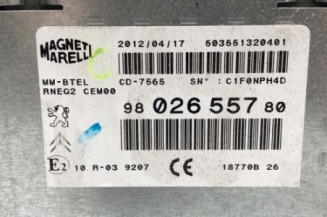 MAGNETI MARELLI
2012/04/17 503551320401
MM-BTEL CD-7565 SN° : C1F0NPH4D
RNEG2 CEM00
98 026 557 80
E2 10 R-03 9207 CE 18770B 26